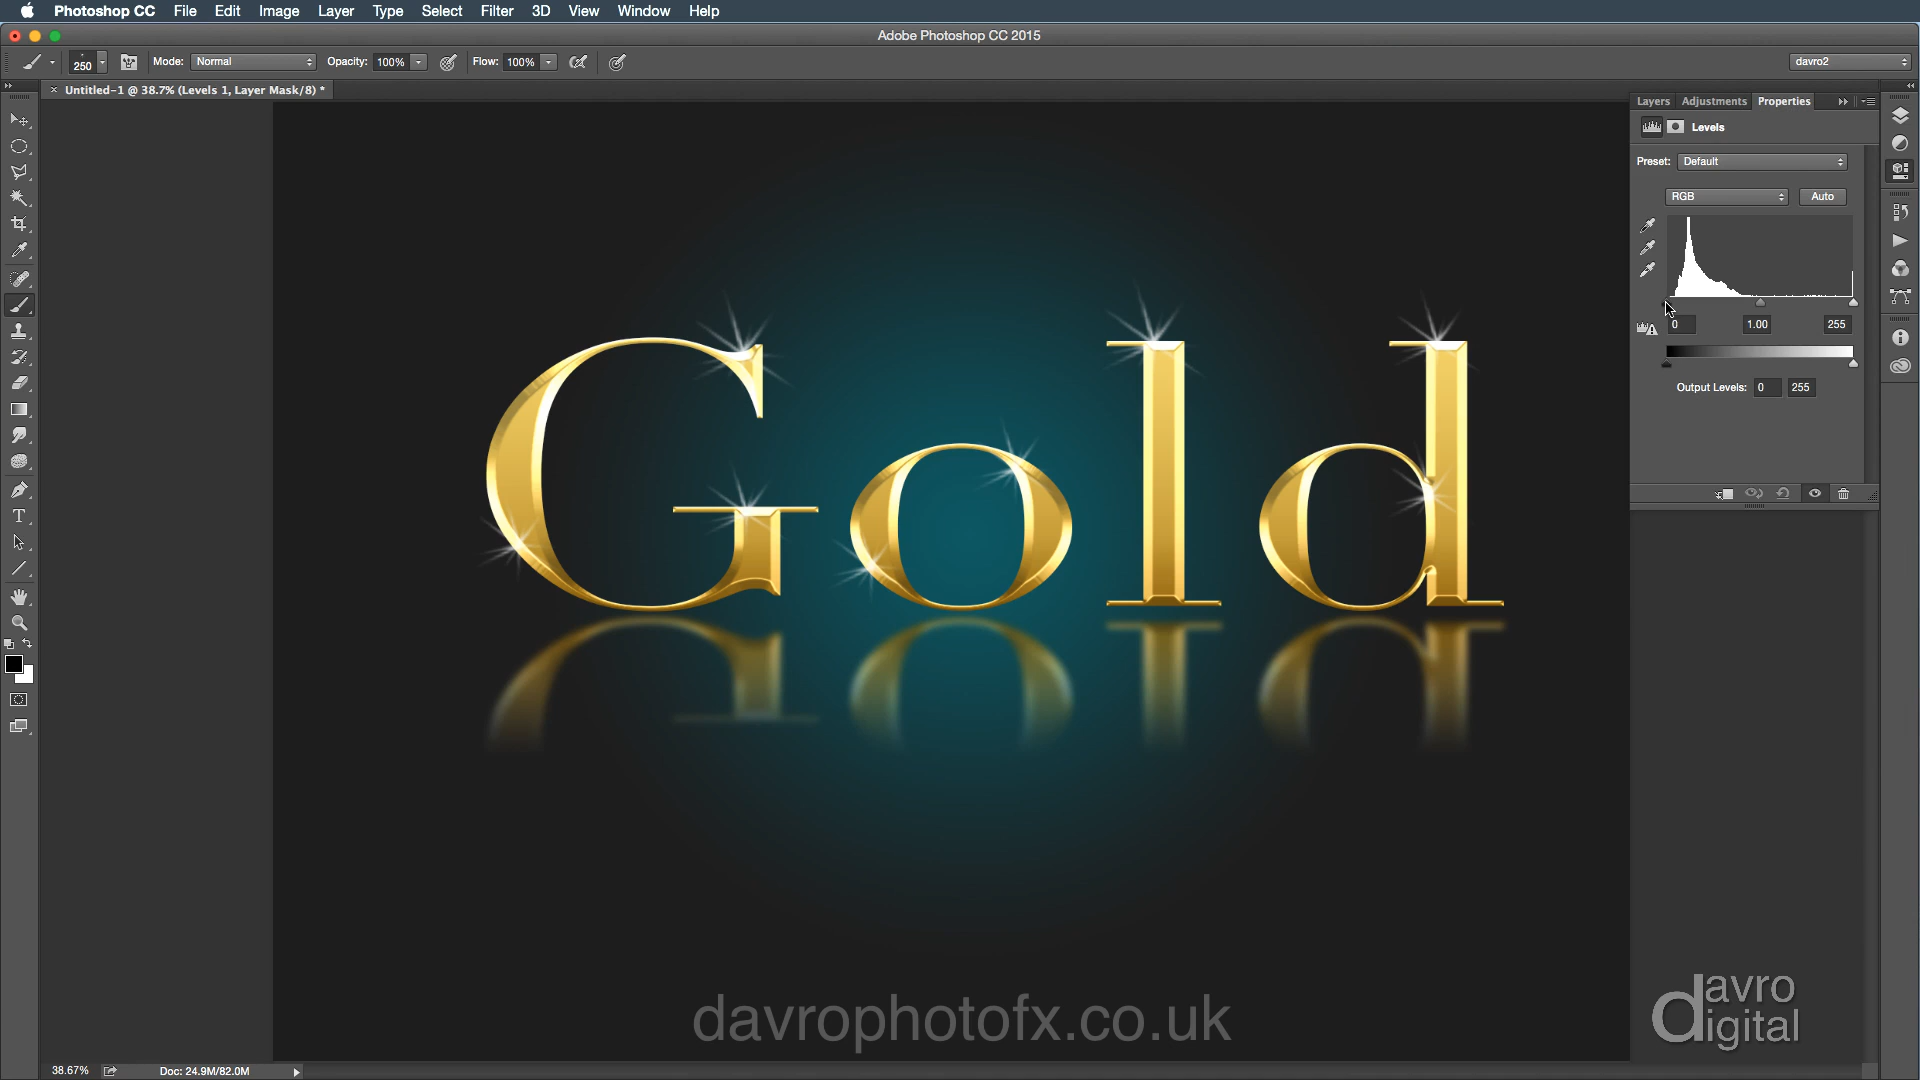 Photoshop CC File Edit Image Layer Type Select Filter 3D View Window Help
Adobe Photoshop CC 2015
250 Mode: Normal Opacity: 100% Flow: 100% davro2
Untitled-1 @ 38.7% (Levels 1, Layer Mask/8) *
Layers Adjustments Properties
Levels
Preset: Default
RGB Auto
0 1.00 255
Output Levels: 0 255
Gold
davrophotofx.co.uk
davro
digital
38.67% Doc: 24.9M/82.0M